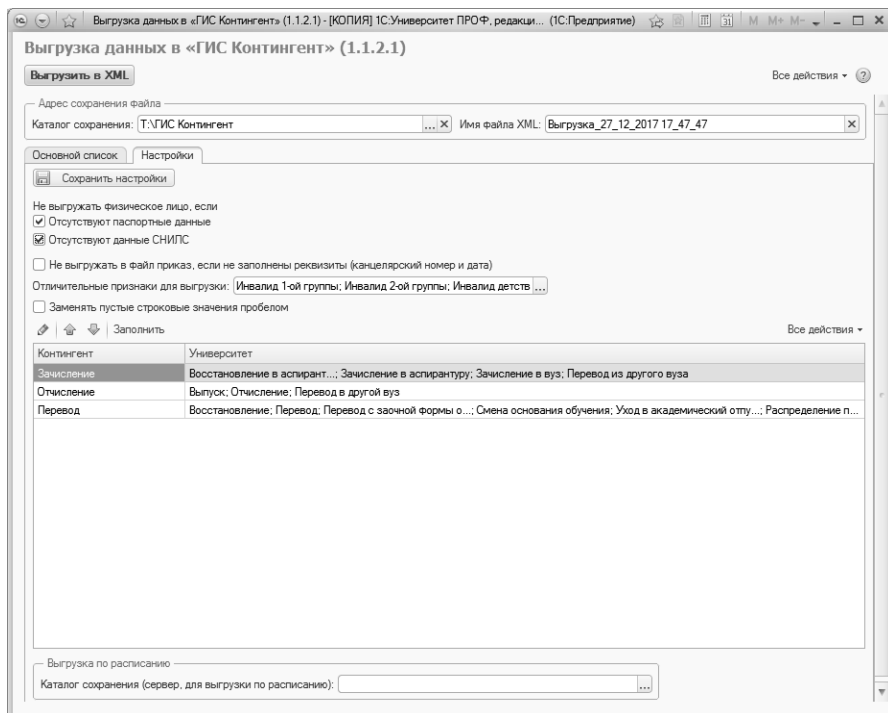 Выгрузка данных в «ГИС Контингент» (1.1.2.1) - [КОПИЯ] 1С:Университет ПРОФ, редакци... (1С:Предприятие) 31 M M+ M-
Выгрузка данных в «ГИС Контингент» (1.1.2.1)
Выгрузить в XML Все действия ?
Адрес сохранения файла
Каталог сохранения: T:\ГИС Контингент ... Имя файла XML: Выгрузка_27_12_2017 17_47_47
Основной список Настройки
Сохранить настройки
Не выгружать физическое лицо, если
Отсутствуют паспортные данные
Отсутствуют данные СНИЛС
Не выгружать в файл приказ, если не заполнены реквизиты (канцелярский номер и дата)
Отличительные признаки для выгрузки: Инвалид 1-ой группы; Инвалид 2-ой группы; Инвалид детств ...
Заменять пустые строковые значения пробелом
Заполнить Все действия
Контингент Университет
Зачисление Восстановление в аспирант...; Зачисление в аспирантуру; Зачисление в вуз; Перевод из другого вуза
Отчисление Выпуск; Отчисление; Перевод в другой вуз
Перевод Восстановление; Перевод; Перевод с заочной формы о...; Смена основания обучения; Уход в академический отпу...; Распределение п...
Выгрузка по расписанию
Каталог сохранения (сервер, для выгрузки по расписанию): ...